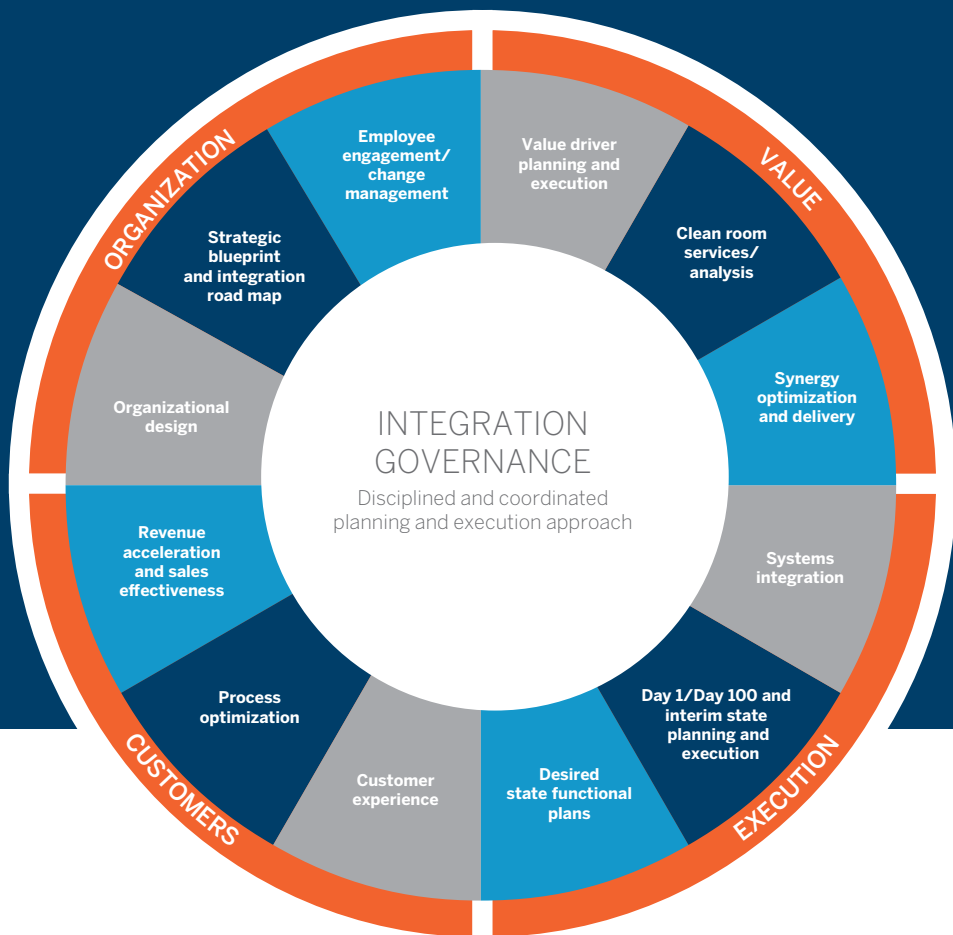 INTEGRATION
GOVERNANCE
Disciplined and coordinated
planning and execution approach
VALUE
Value driver
planning and
execution
Clean room
services/
analysis
Synergy
optimization
and delivery
EXECUTION
Systems
integration
Day 1/Day 100 and
interim state
planning and
execution
Desired
state functional
plans
CUSTOMERS
Customer
experience
Process
optimization
Revenue
acceleration
and sales
effectiveness
ORGANIZATION
Organizational
design
Strategic
blueprint
and integration
road map
Employee
engagement/
change
management